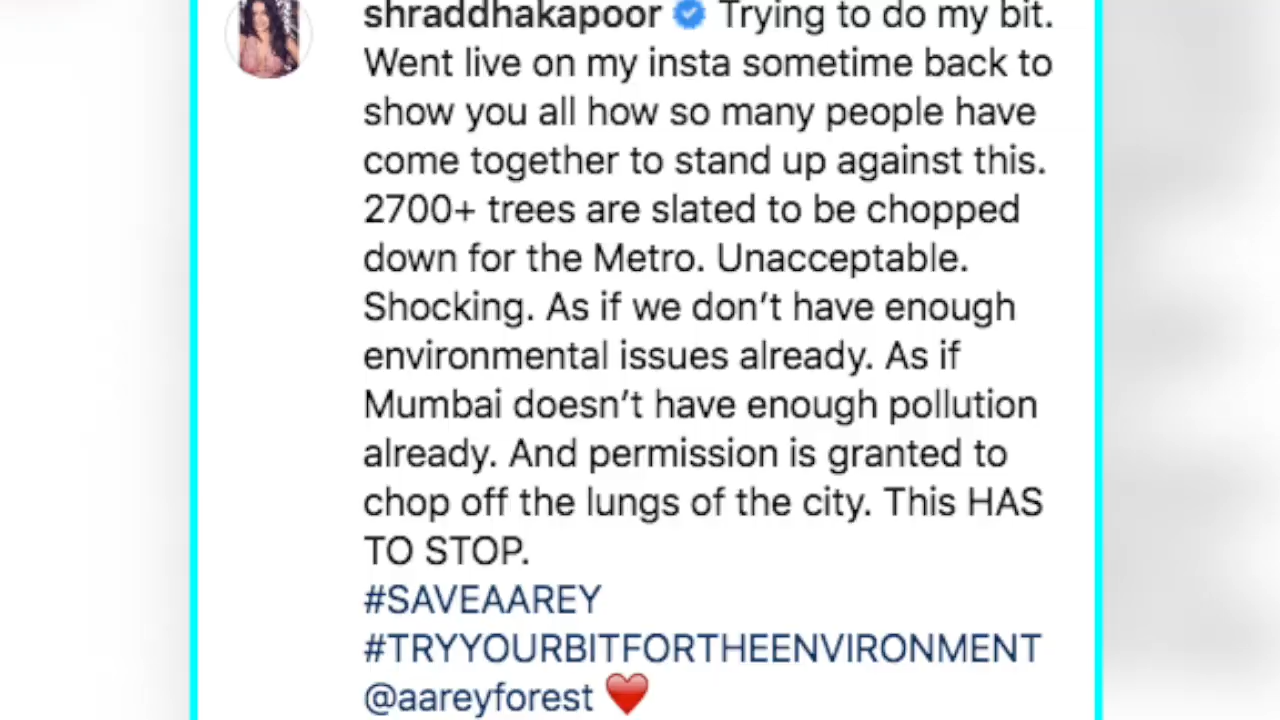 shraddhakapoor Trying to do my bit.
Went live on my insta sometime back to
show you all how so many people have
come together to stand up against this.
2700+ trees are slated to be chopped
down for the Metro. Unacceptable.
Shocking. As if we don’t have enough
environmental issues already. As if
Mumbai doesn’t have enough pollution
already. And permission is granted to
chop off the lungs of the city. This HAS
TO STOP.
#SAVEAAREY
#TRYYOURBITFORTHEENVIRONMENT
@aareyforest ❤️